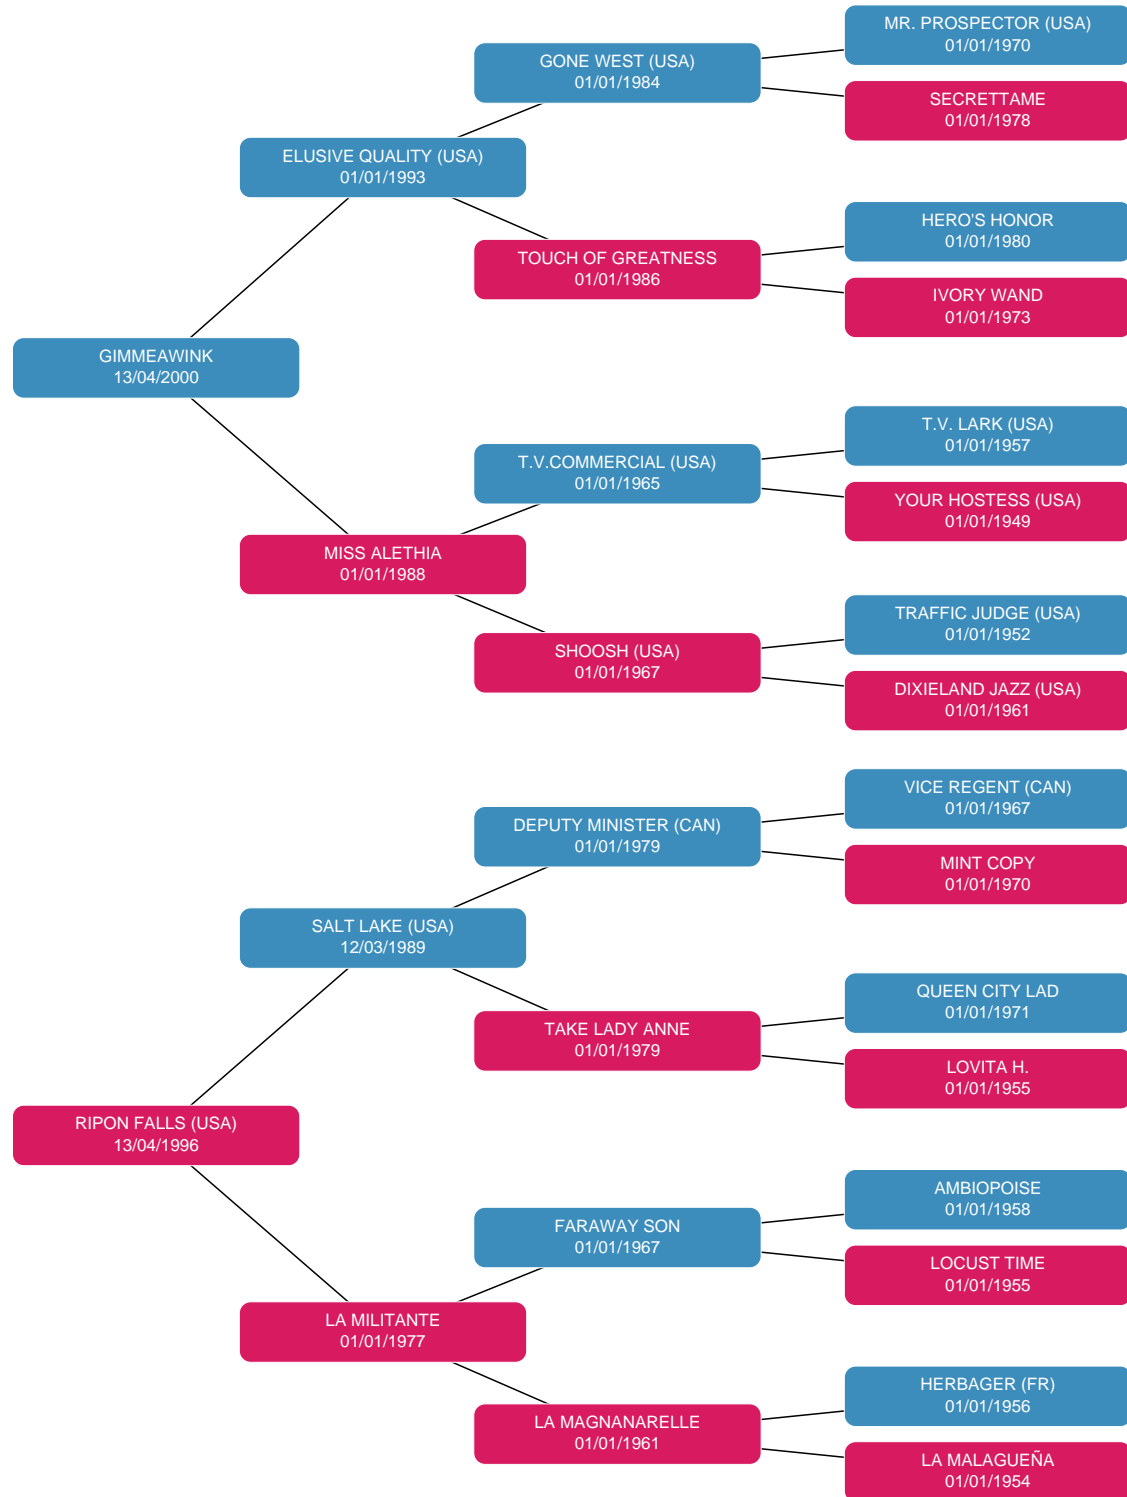 MR. PROSPECTOR (USA)
01/01/1970
GONE WEST (USA)
01/01/1984
SECRETTAME
01/01/1978
ELUSIVE QUALITY (USA)
01/01/1993
HERO'S HONOR
01/01/1980
TOUCH OF GREATNESS
01/01/1986
IVORY WAND
01/01/1973
GIMMEAWINK
13/04/2000
T.V. LARK (USA)
01/01/1957
T.V.COMMERCIAL (USA)
01/01/1965
YOUR HOSTESS (USA)
01/01/1949
MISS ALETHIA
01/01/1988
TRAFFIC JUDGE (USA)
01/01/1952
SHOOSH (USA)
01/01/1967
DIXIELAND JAZZ (USA)
01/01/1961
VICE REGENT (CAN)
01/01/1967
DEPUTY MINISTER (CAN)
01/01/1979
MINT COPY
01/01/1970
SALT LAKE (USA)
12/03/1989
QUEEN CITY LAD
01/01/1971
TAKE LADY ANNE
01/01/1979
LOVITA H.
01/01/1955
RIPON FALLS (USA)
13/04/1996
AMBIOPOISE
01/01/1958
FARAWAY SON
01/01/1967
LOCUST TIME
01/01/1955
LA MILITANTE
01/01/1977
HERBAGER (FR)
01/01/1956
LA MAGNANARELLE
01/01/1961
LA MALAGUEÑA
01/01/1954